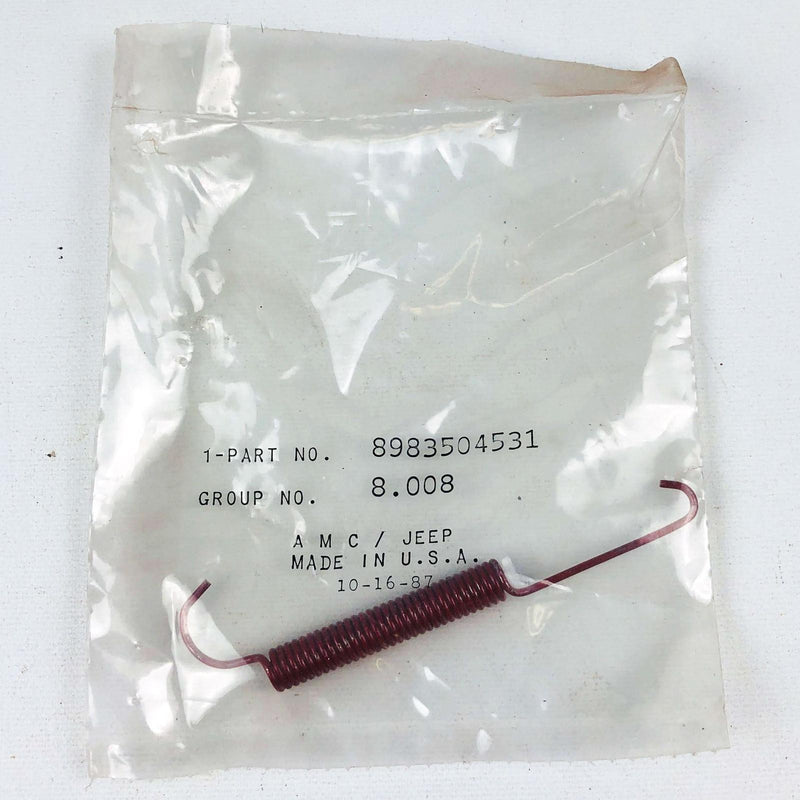 1-PART NO. 8983504531
GROUP NO. 8.008
A M C / JEEP
MADE IN U.S.A.
10-16-87